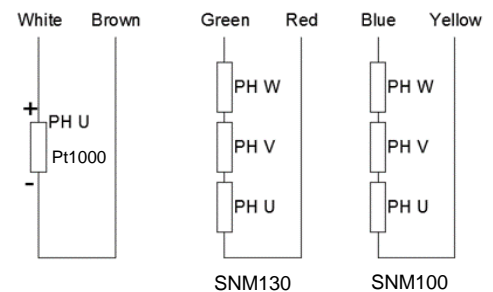 White Brown Green Red Blue Yellow
PH W PH W
+
PH U
Pt1000 PH V PH V
-
PH U PH U
SNM130 SNM100